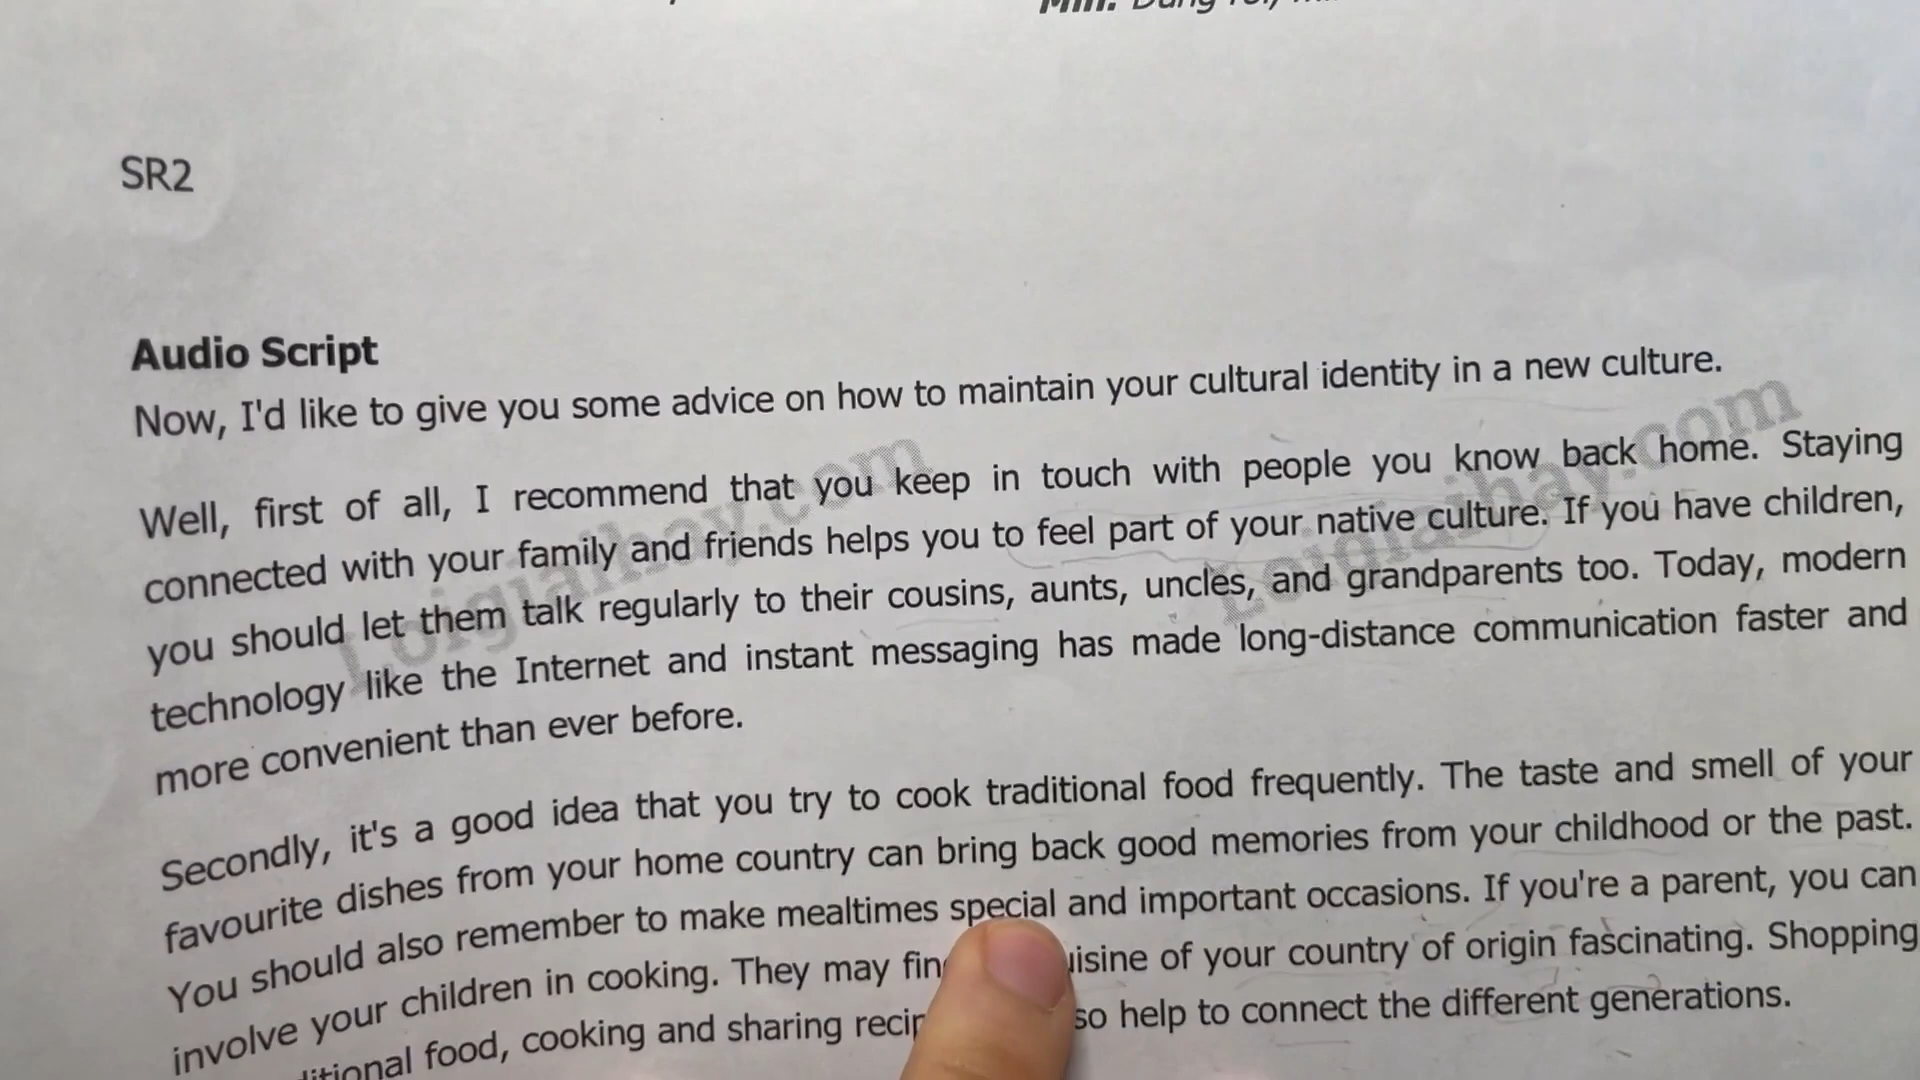 SR2
Audio Script
Now, I'd like to give you some advice on how to maintain your cultural identity in a new culture.
Well, first of all, I recommend that you keep in touch with people you know back home. Staying
connected with your family and friends helps you to feel part of your native culture. If you have children,
you should let them talk regularly to their cousins, aunts, uncles, and grandparents too. Today, modern
technology like the Internet and instant messaging has made long-distance communication faster and
more convenient than ever before.
Secondly, it's a good idea that you try to cook traditional food frequently. The taste and smell of your
favourite dishes from your home country can bring back good memories from your childhood or the past.
You should also remember to make mealtimes special and important occasions. If you're a parent, you can
involve your children in cooking. They may of your country of origin fascinating. Shopping
food, cooking and sharing help to connect the different generations.
Loigiaihay.com
Loigiaihay.com